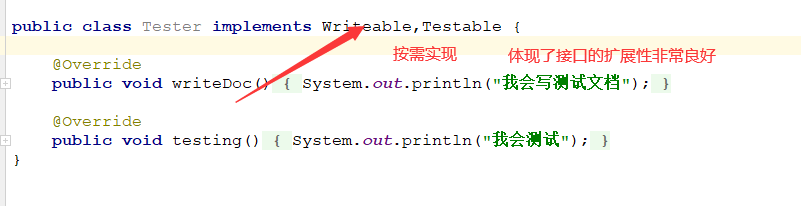 public class Tester implements Writeable,Testable {
@Override
按需实现 体现了接口的扩展性非常良好
public void writeDoc() { System.out.println("我会写测试文档"); }
@Override
public void testing() { System.out.println("我会测试"); }
}